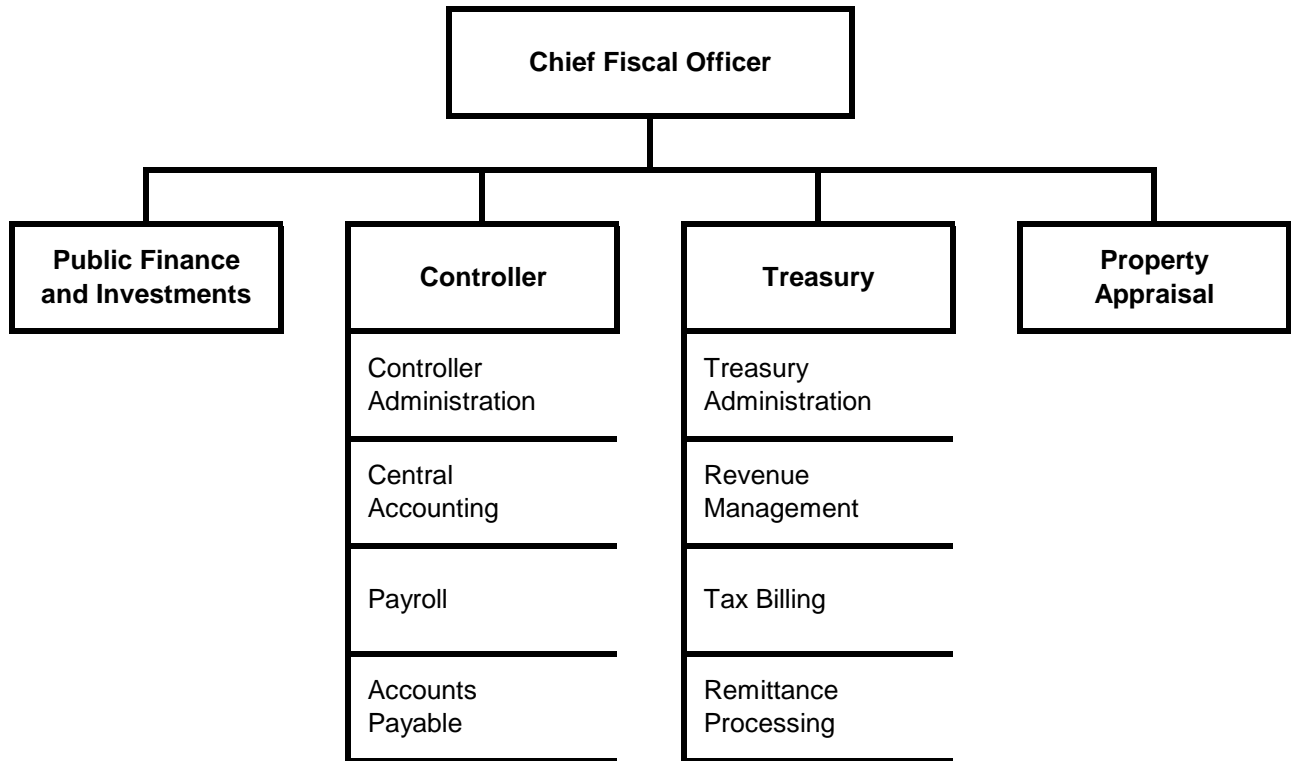 Chief Fiscal Officer
Public Finance
and Investments
Controller
Treasury
Property
Appraisal
Controller
Administration
Treasury
Administration
Central
Accounting
Revenue
Management
Payroll
Tax Billing
Accounts
Payable
Remittance
Processing